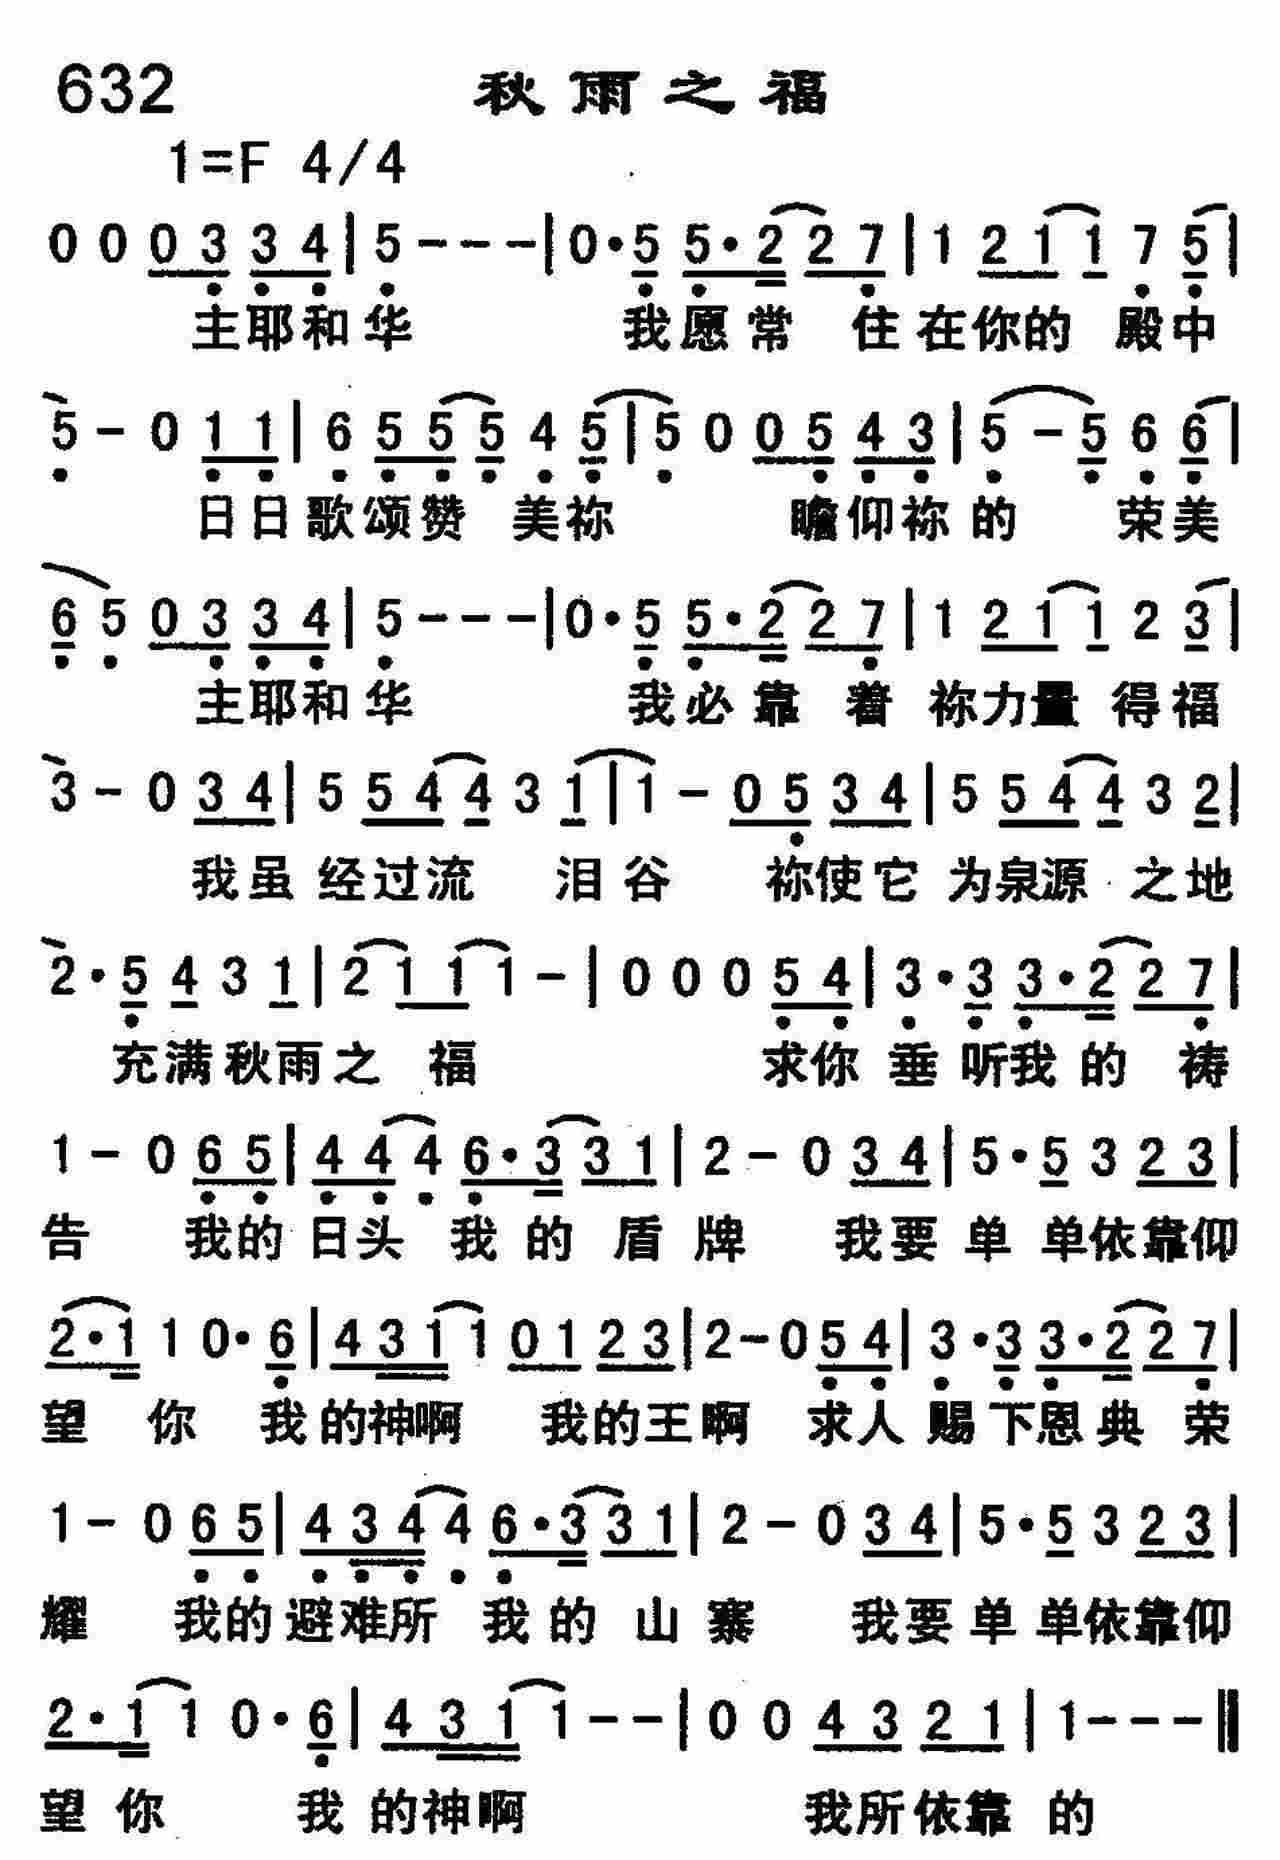 632 秋雨之福
1=F 4/4
0 0 0 3 3 4 | 5 - - - | 0· 5 5· 2 2 7 | 1 2 1 1 7 5 |
主耶和华 我愿常 住在你的 殿中
5 - 0 1 1 | 6 5 5 5 4 5 | 5 0 0 5 4 3 | 5 - 5 6 6 |
日日歌颂赞 美祢 瞻仰祢的 荣美
6 5 0 3 3 4 | 5 - - - | 0· 5 5· 2 2 7 | 1 2 1 1 2 3 |
主耶和华 我必靠 着 祢力量 得福
3 - 0 3 4 | 5 5 4 4 3 1 | 1 - 0 5 3 4 | 5 5 4 4 3 2 |
我虽 经过流 泪谷 祢使它 为泉源 之地
2· 5 4 3 1 | 2 1 1 1 - | 0 0 0 5 4 | 3· 3 3· 2 2 7 |
充满秋雨之 福 求你 垂 听我 的 祷
1 - 0 6 5 | 4 4 4 6· 3 3 1 | 2 - 0 3 4 | 5· 5 3 2 3 |
告 我的 日头 我 的 盾 牌 我要 单 单依靠仰
2· 1 1 0· 6 | 4 3 1 1 0 1 2 3 | 2 - 0 5 4 | 3· 3 3· 2 2 7 |
望 你 我 的神啊 我的王啊 求人 赐 下恩典 荣
1 - 0 6 5 | 4 3 4 4 6· 3 3 1 | 2 - 0 3 4 | 5· 5 3 2 3 |
耀 我的 避难所 我 的 山 寨 我要 单 单依靠仰
2· 1 1 0· 6 | 4 3 1 1 - - | 0 0 4 3 2 1 | 1 - - - ‖
望 你 我 的神啊 我所依靠 的